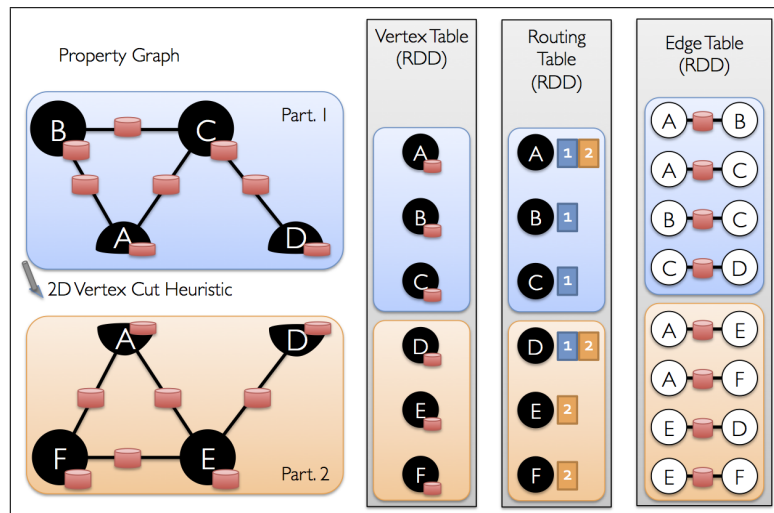 Property Graph
Part. 1
B
C
A
D
2D Vertex Cut Heuristic
A
D
F
E
Part. 2
Vertex Table
(RDD)
A
B
C
D
E
F
Routing
Table
(RDD)
A 1 2
B 1
C 1
D 1 2
E 2
F 2
Edge Table
(RDD)
A B
A C
B C
C D
A E
A F
E D
E F